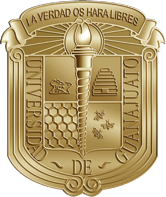 LA VERDAD OS HARA LIBRES
UNIVERSIDAD
DE
GUANAJUATO